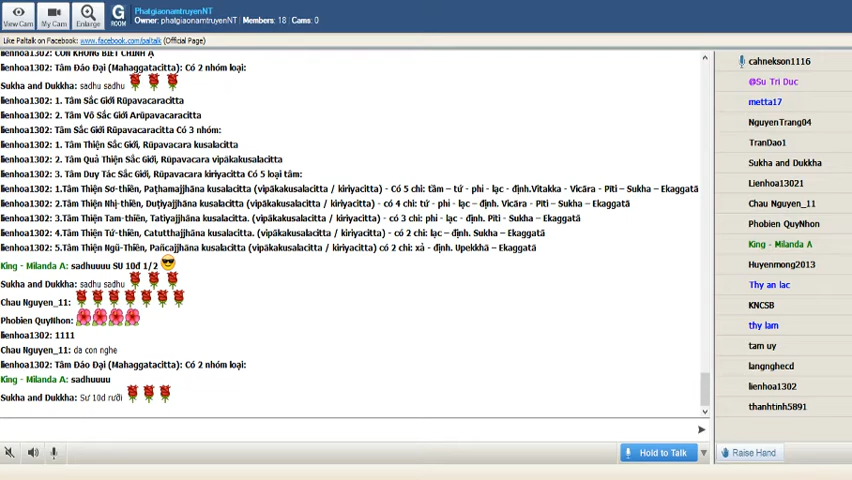 PhatgiaonamtruyenNT
Owner: phatgiaonamtruyenNT | Members: 18 | Cams: 0
View Cam
My Cam
Enlarge
G
ROOM
Like Paltalk on Facebook: www.facebook.com/paltalk (Official Page)
lienhoa1302: CON KHONG BIET CHINH Ạ
lienhoa1302: Tâm Đáo Đại (Mahaggatacitta): Có 2 nhóm loại:
Sukha and Dukkha: sadhu sadhu
lienhoa1302: 1. Tâm Sắc Giới Rūpavacaracitta
lienhoa1302: 2. Tâm Vô Sắc Giới Arūpavacaracitta
lienhoa1302: Tâm Sắc Giới Rūpavacaracitta Có 3 nhóm:
lienhoa1302: 1. Tâm Thiện Sắc Giới, Rūpavacara kusalacitta
lienhoa1302: 2. Tâm Quả Thiện Sắc Giới, Rūpavacara vipākakusalacitta
lienhoa1302: 3. Tâm Duy Tác Sắc Giới, Rūpavacara kiriyacitta Có 5 loại tâm:
lienhoa1302: 1.Tâm Thiện Sơ-thiền, Paṭhamajjhāna kusalacitta (vipākakusalacitta / kiriyacitta) - Có 5 chi: tầm – tứ - phi - lạc - định.Vitakka - Vicāra - Pīti – Sukha – Ekaggatā
lienhoa1302: 2.Tâm Thiện Nhị-thiền, Duṭiyajjhāna kusalacitta (vipākakusalacitta / kiriyacitta) - có 4 chi: tứ - phi - lạc – định. Vicāra - Pīti - Sukha – Ekaggatā
lienhoa1302: 3.Tâm Thiện Tam-thiền, Tatiyajjhāna kusalacitta. (vipākakusalacitta / kiriyacitta) - có 3 chi: phi - lạc – định. Pīti - Sukha - Ekaggatā
lienhoa1302: 4.Tâm Thiện Tứ-thiền, Catutthajjhāna kusalacitta. (vipākakusalacitta / kiriyacitta) có 2 chi: lạc – định. Sukha – Ekaggatā
lienhoa1302: 5.Tâm Thiện Ngũ-Thiền, Pañcajjhāna kusalacitta (vipākakusalacitta / kiriyacitta) có 2 chi: xả - định. Upekkhā – Ekaggatā
King - Milanda A: sadhuuuu SU 10đ 1/2
Sukha and Dukkha: sadhu sadhu
Chau Nguyen_11:
Phobien QuyNhon:
lienhoa1302: 1111
Chau Nguyen_11: da con nghe
lienhoa1302: Tâm Đáo Đại (Mahaggatacitta): Có 2 nhóm loại:
King - Milanda A: sadhuuuu
Sukha and Dukkha: Sư 10đ rưỡi
Hold to Talk
cahnekson1116
@Su Tri Duc
metta17
NguyenTrang04
TranDao1
Sukha and Dukkha
Lienhoa13021
Chau Nguyen_11
Phobien QuyNhon
King - Milanda A
Huyenmong2013
Thy an lac
KNCSB
thy lam
tam uy
langnghecd
lienhoa1302
thanhtinh5891
Raise Hand